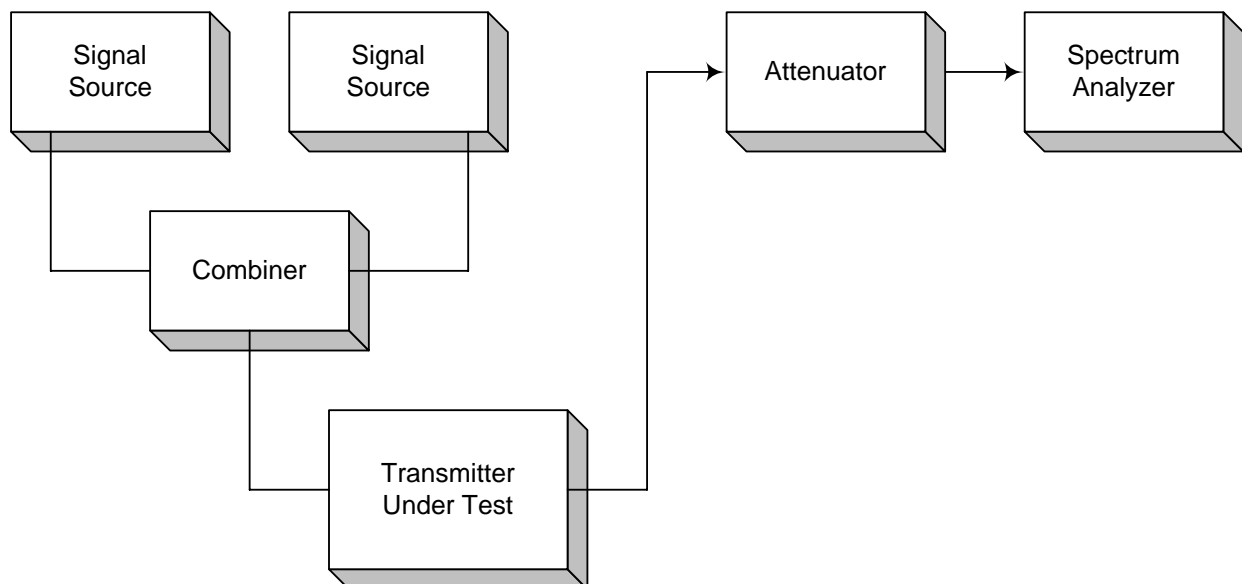 Signal
Source
Signal
Source
Attenuator
Spectrum
Analyzer
Combiner
Transmitter
Under Test